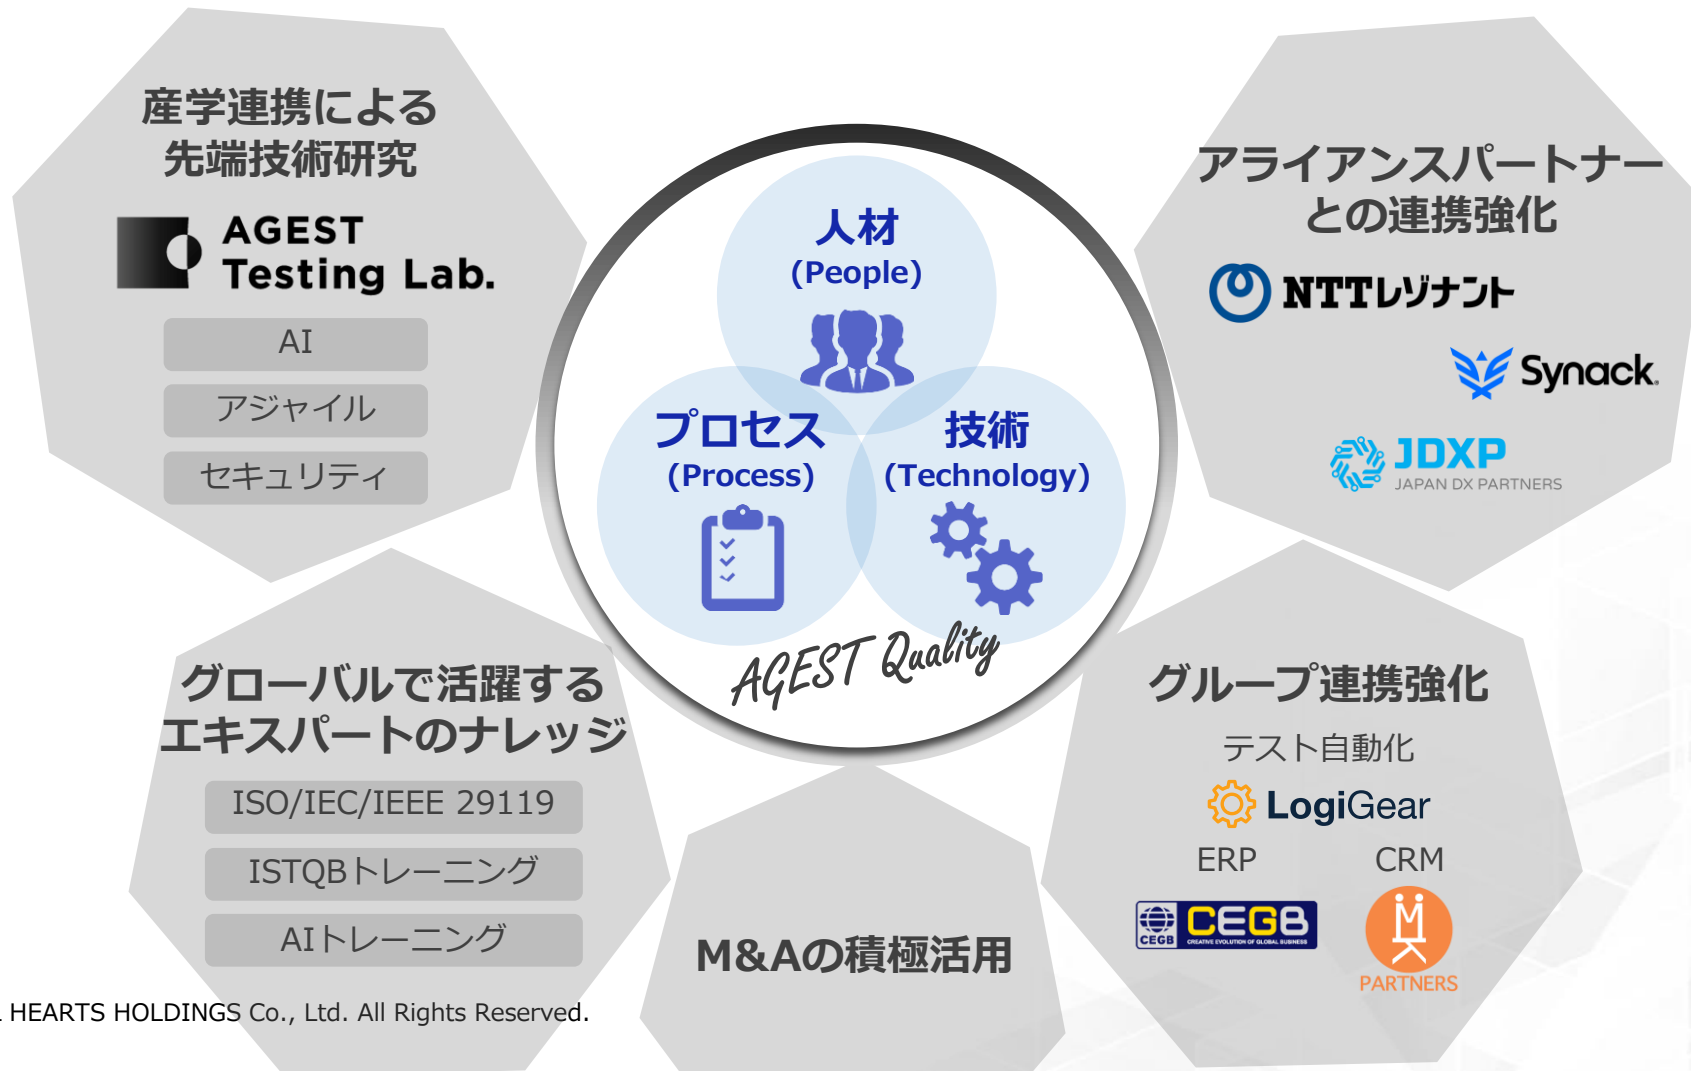 産学連携による
先端技術研究
AGEST
Testing Lab.
AI
アジャイル
セキュリティ
人材
(People)
プロセス
(Process)
技術
(Technology)
AGEST Quality
アライアンスパートナー
との連携強化
NTTレゾナント
Synack.
JDXP
JAPAN DX PARTNERS
グローバルで活躍する
エキスパートのナレッジ
ISO/IEC/IEEE 29119
ISTQBトレーニング
AIトレーニング
M&Aの積極活用
グループ連携強化
テスト自動化
LogiGear
ERP
CRM
CEGB
CEGB
CREATIVE EVOLUTION OF GLOBAL BUSINESS
MK
PARTNERS
HEARTS HOLDINGS Co., Ltd. All Rights Reserved.